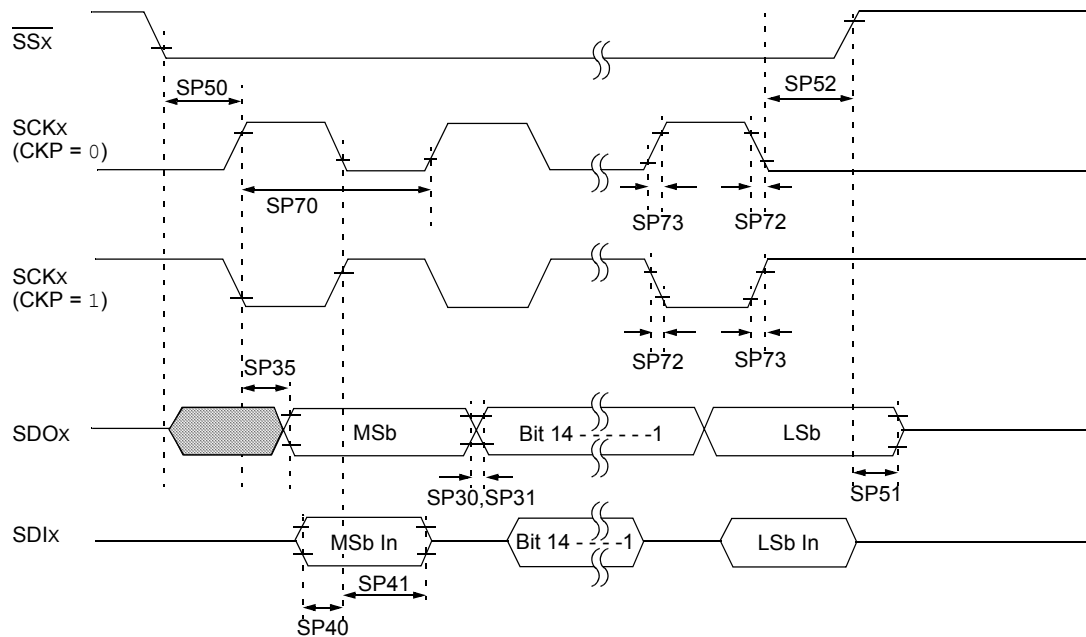 SSx
SP50
SP52
SCKx
(CKP = 0)
SP70
SP73
SP72
SCKx
(CKP = 1)
SP72
SP73
SP35
SDOx
MSb
Bit 14 - - - - - -1
LSb
SP30,SP31
SP51
SDIx
MSb In
Bit 14 - - - -1
LSb In
SP41
SP40